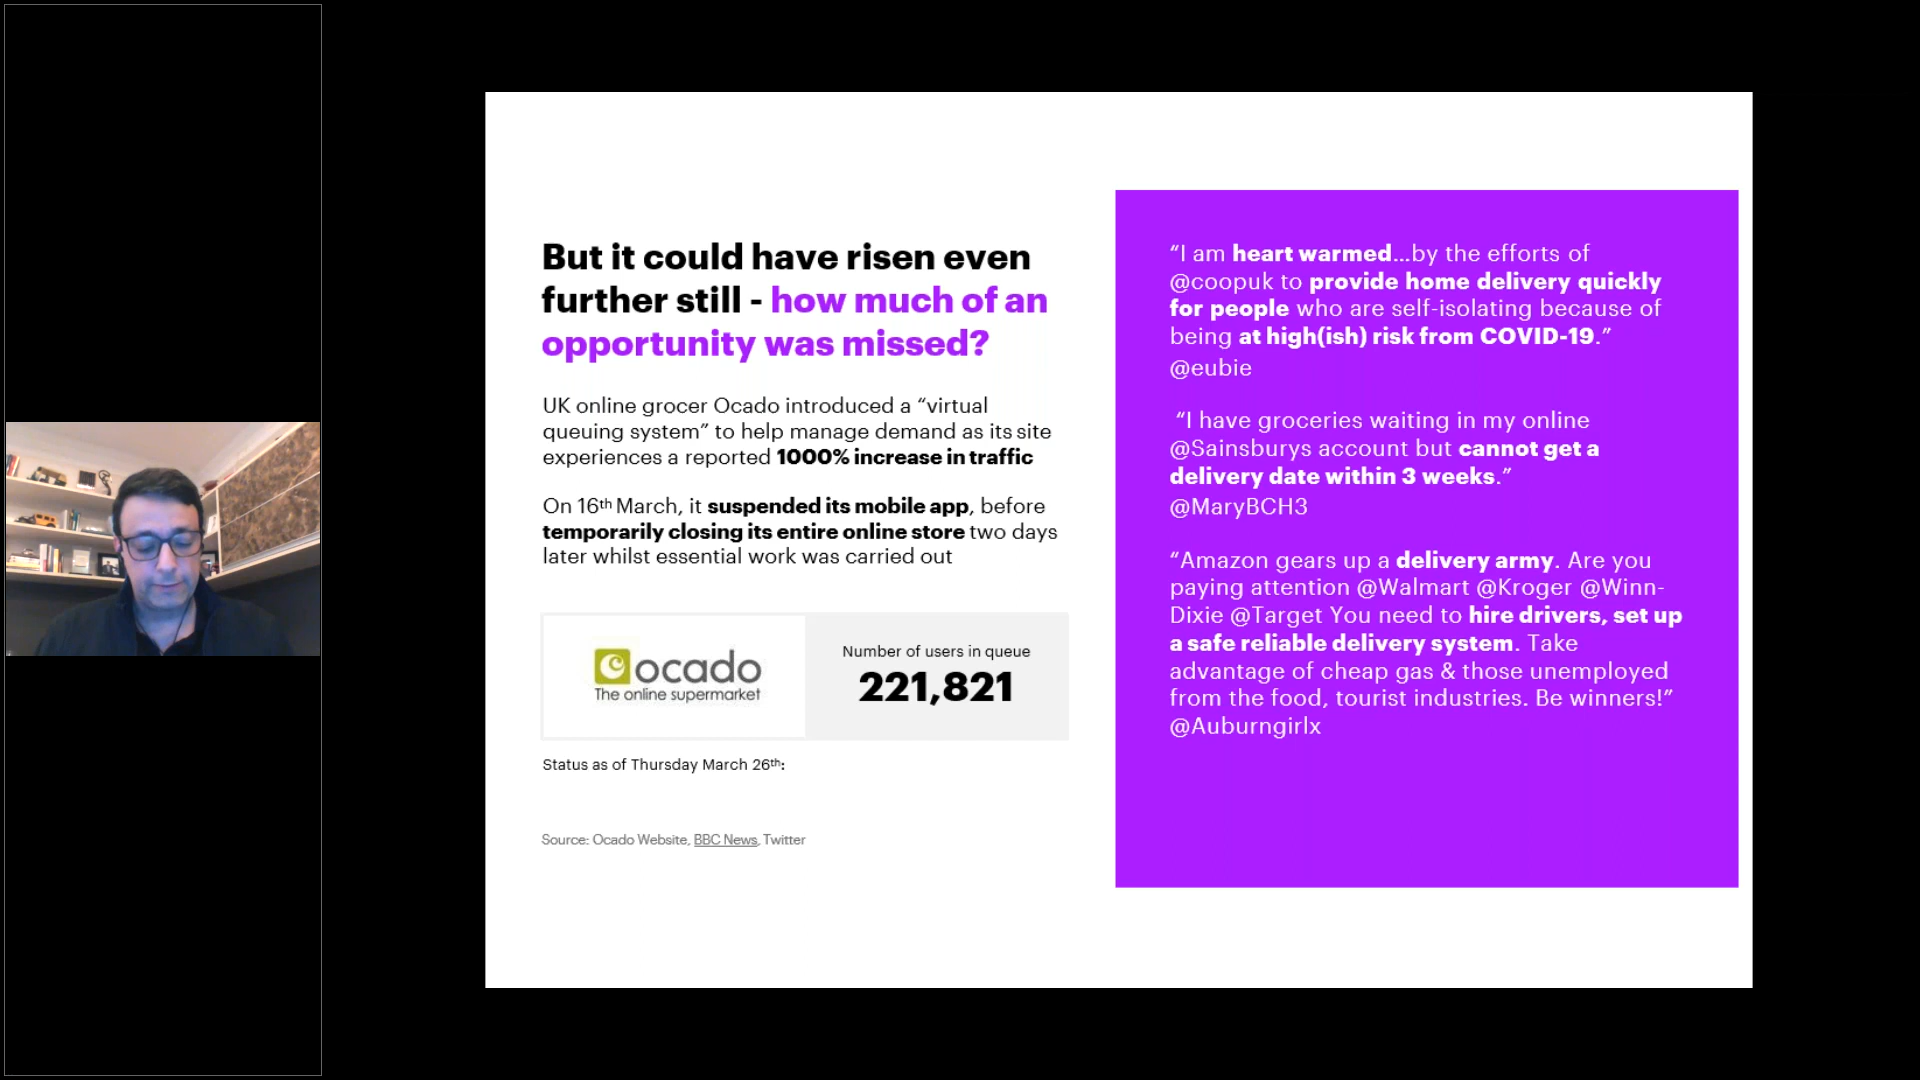 But it could have risen even
further still - how much of an
opportunity was missed?
UK online grocer Ocado introduced a “virtual
queuing system” to help manage demand as its site
experiences a reported 1000% increase in traffic
On 16th March, it suspended its mobile app, before
temporarily closing its entire online store two days
later whilst essential work was carried out
ocado
The online supermarket
Number of users in queue
221,821
Status as of Thursday March 26th:
Source: Ocado Website, BBC News, Twitter
“I am heart warmed...by the efforts of
@coopuk to provide home delivery quickly
for people who are self-isolating because of
being at high(ish) risk from COVID-19.”
@eubie
“I have groceries waiting in my online
@Sainsburys account but cannot get a
delivery date within 3 weeks.”
@MaryBCH3
“Amazon gears up a delivery army. Are you
paying attention @Walmart @Kroger @Winn-
Dixie @Target You need to hire drivers, set up
a safe reliable delivery system. Take
advantage of cheap gas & those unemployed
from the food, tourist industries. Be winners!”
@Auburngirlx